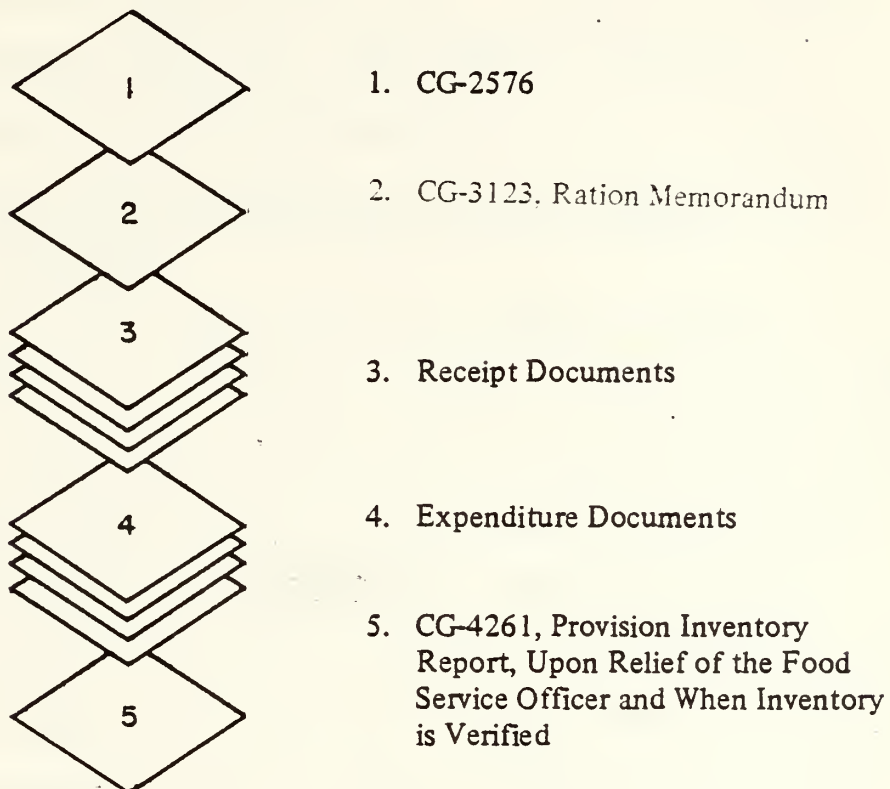 1
1. CG-2576
2
2. CG-3123, Ration Memorandum
3
3. Receipt Documents
4
4. Expenditure Documents
5
5. CG-4261, Provision Inventory
Report, Upon Relief of the Food
Service Officer and When Inventory
is Verified